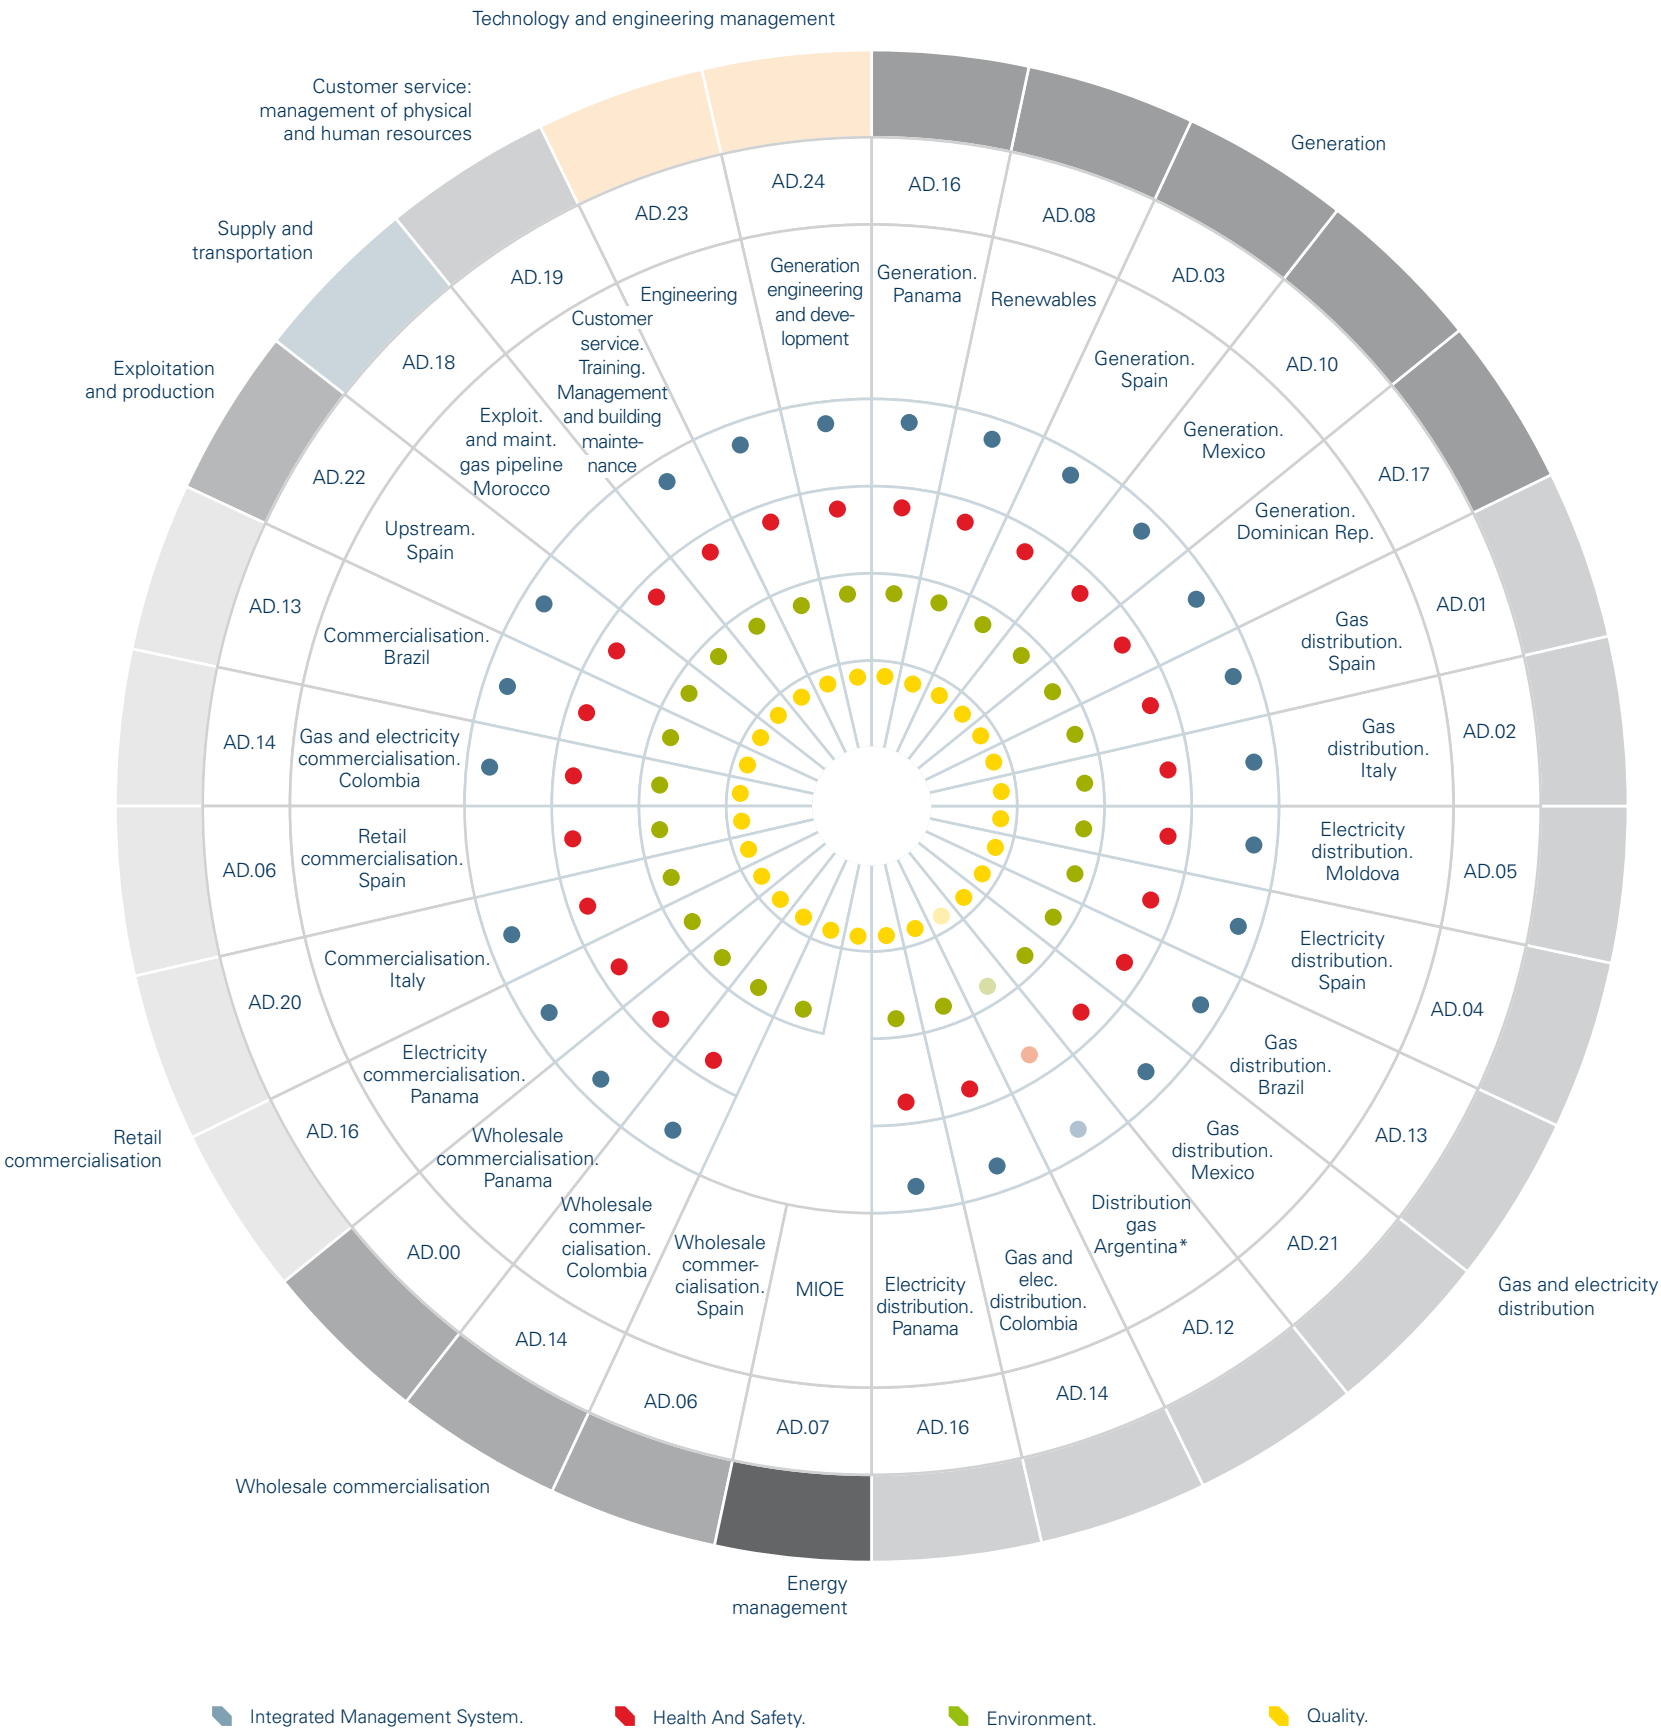 Technology and engineering management
Customer service:
management of physical
and human resources
Generation
Supply and
transportation
Exploitation
and production
Retail
commercialisation
Gas and electricity
distribution
Wholesale commercialisation
Energy
management
AD.24
AD.16
AD.08
AD.03
AD.10
AD.17
AD.01
AD.02
AD.05
AD.04
AD.13
AD.21
AD.12
AD.14
AD.16
AD.07
AD.06
AD.14
AD.00
AD.16
AD.20
AD.06
AD.14
AD.13
AD.22
AD.18
AD.19
AD.23
Generation
engineering
and deve-
lopment
Generation.
Panama
Renewables
Generation.
Spain
Generation.
Mexico
Generation.
Dominican Rep.
Gas
distribution.
Spain
Gas
distribution.
Italy
Electricity
distribution.
Moldova
Electricity
distribution.
Spain
Gas
distribution.
Brazil
Gas
distribution.
Mexico
Distribution
gas
Argentina*
Gas and
elec.
distribution.
Colombia
Electricity
distribution.
Panama
MIOE
Wholesale
commer-
cialisation.
Spain
Wholesale
commer-
cialisation.
Colombia
Wholesale
commercialisation.
Panama
Electricity
commercialisation.
Panama
Commercialisation.
Italy
Retail
commercialisation.
Spain
Gas and electricity
commercialisation.
Colombia
Commercialisation.
Brazil
Upstream.
Spain
Exploit.
and maint.
gas pipeline
Morocco
Customer
service.
Training.
Management
and building
mainte-
nance
Engineering
Integrated Management System.
Health And Safety.
Environment.
Quality.